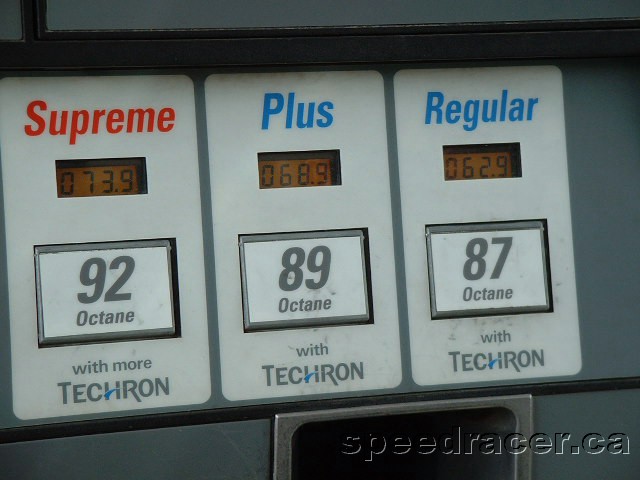 Supreme
073.9
92
Octane
with more
TECHRON
Plus
068.9
89
Octane
with
TECHRON
Regular
062.9
87
Octane
with
TECHRON
speedracer.ca